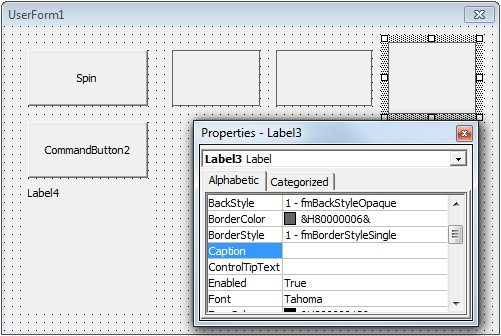 UserForm1
Spin
CommandButton2
Label4
Properties - Label3
Label3 Label
Alphabetic Categorized
BackStyle 1 - fmBackStyleOpaque
BorderColor &H80000006&
BorderStyle 1 - fmBorderStyleSingle
Caption
ControlTipText
Enabled True
Font Tahoma